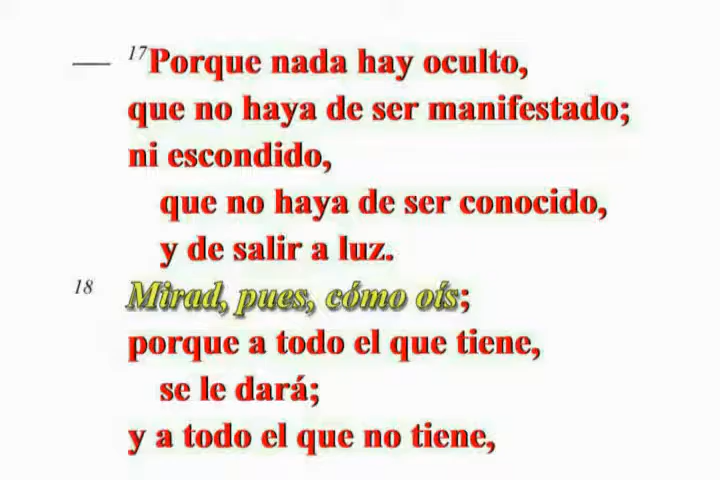 — 17Porque nada hay oculto,
que no haya de ser manifestado;
ni escondido,
que no haya de ser conocido,
y de salir a luz.
18 Mirad, pues, cómo oís;
porque a todo el que tiene,
se le dará;
y a todo el que no tiene,